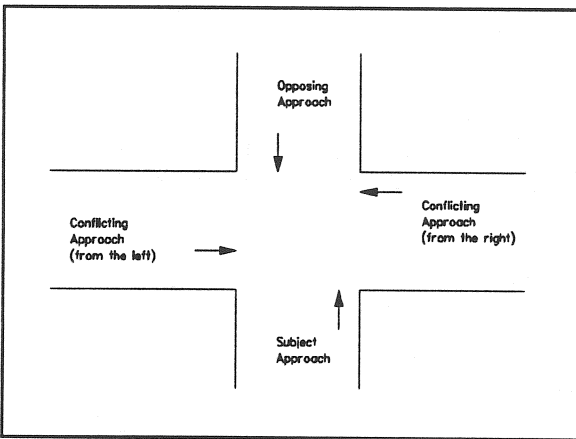 Opposing
Approach
Conflicting
Approach
(from the left)
Conflicting
Approach
(from the right)
Subject
Approach